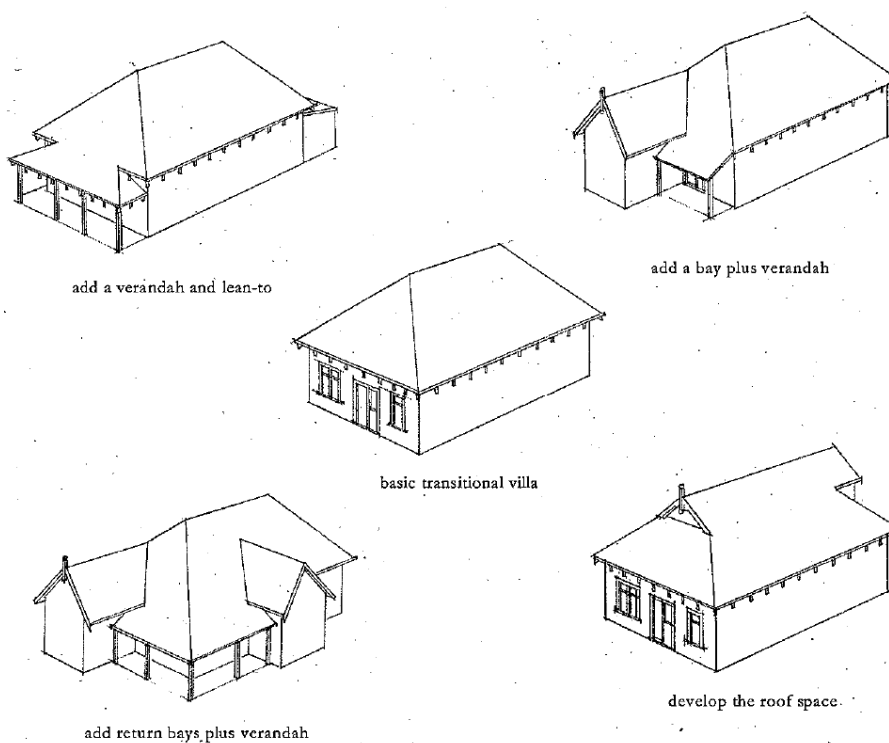 add a verandah and lean-to
add a bay plus verandah
basic transitional villa
add return bays plus verandah
develop the roof space